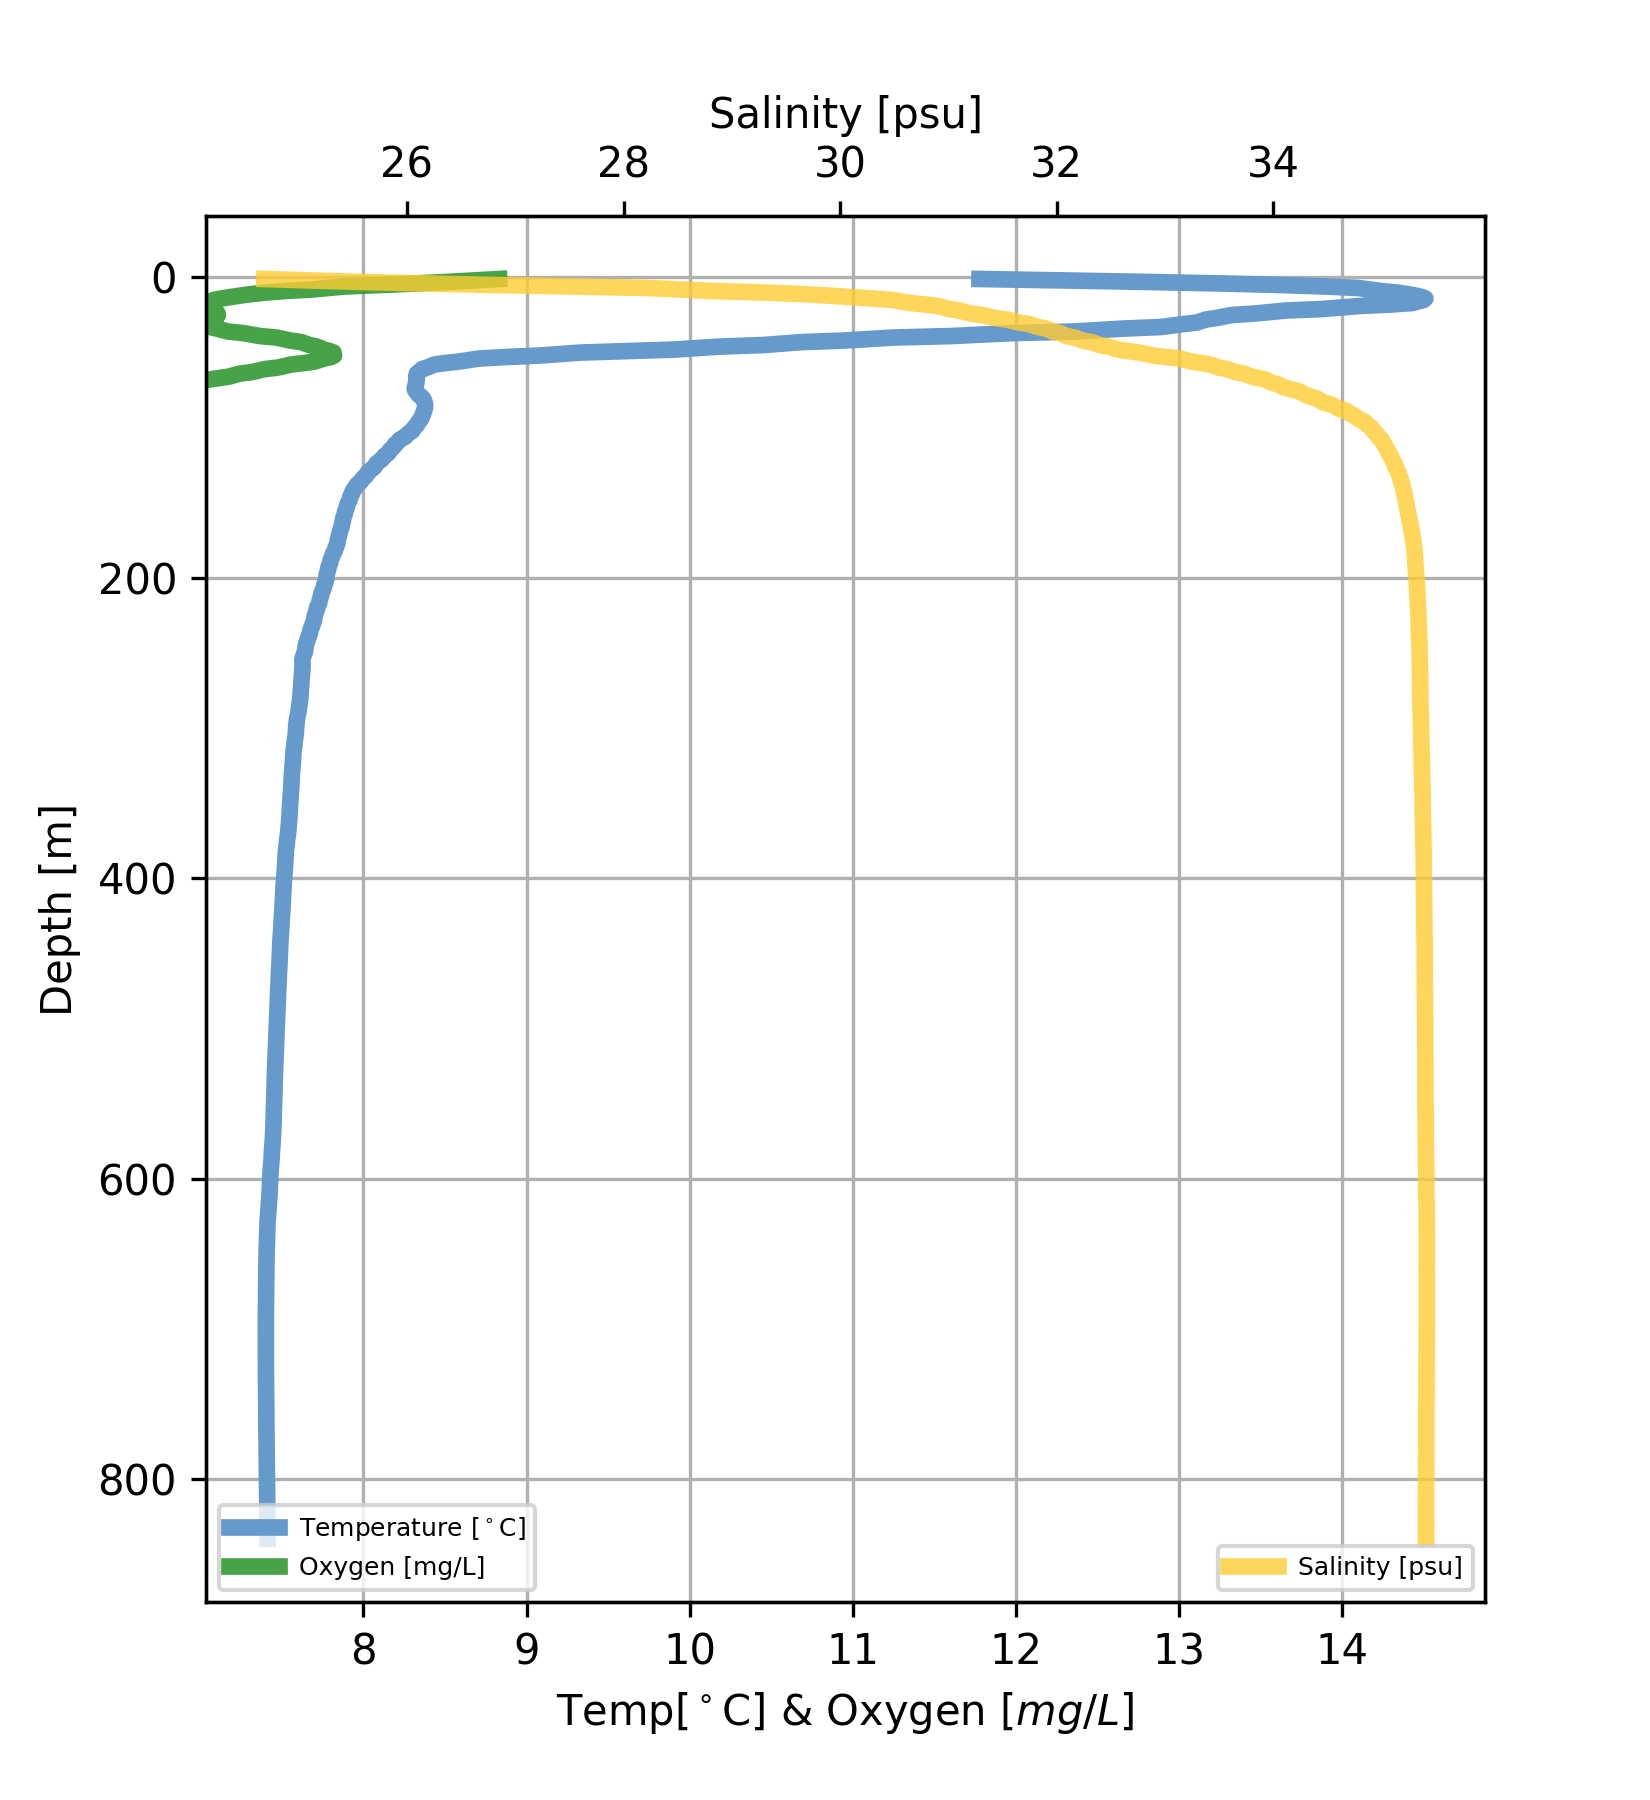 Salinity [psu]
26 28 30 32 34
0
200
400
600
800
Depth [m]
Temperature [°C]
Oxygen [mg/L]
Salinity [psu]
8 9 10 11 12 13 14
Temp[°C] & Oxygen [mg/L]